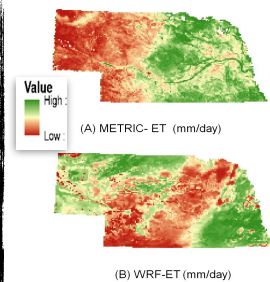 Value
High :
Low :
(A) METRIC- ET (mm/day)
(B) WRF-ET (mm/day)